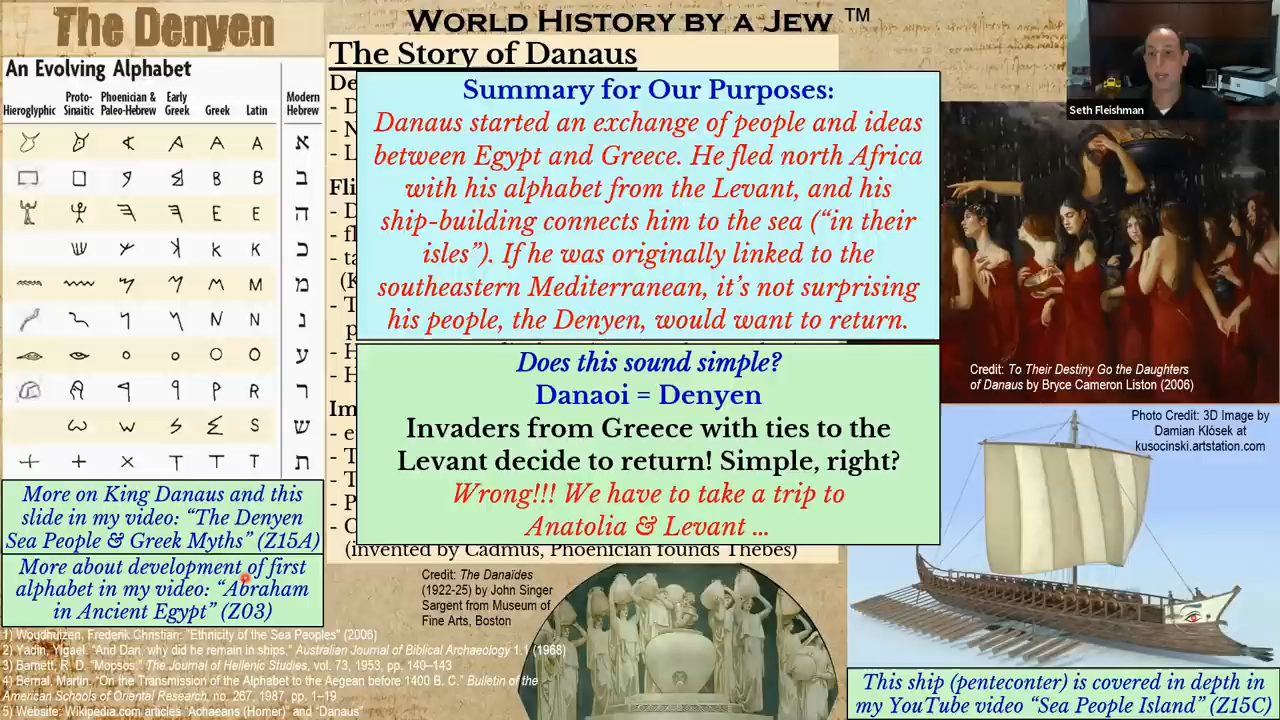 The Denyen
World History by a Jew ™
An Evolving Alphabet
Hieroglyphic
Proto-
Sinaitic
Phoenician &
Paleo-Hebrew
Early
Greek
Greek
Latin
Modern
Hebrew
A A א
B B ב
E E ה
K K כ
M M מ
N N נ
O O ע
P R ר
Σ S ש
T T T ת
The Story of Danaus
Summary for Our Purposes:
Danaus started an exchange of people and ideas
between Egypt and Greece. He fled north Africa
with his alphabet from the Levant, and his
ship-building connects him to the sea (“in their
isles”). If he was originally linked to the
southeastern Mediterranean, it’s not surprising
his people, the Denyen, would want to return.
Does this sound simple?
Danaoi = Denyen
Invaders from Greece with ties to the
Levant decide to return! Simple, right?
Wrong!!! We have to take a trip to
Anatolia & Levant ...
(invented by Cadmus, Phoenician founds Thebes)
Seth Fleishman
Credit: To Their Destiny Go the Daughters
of Danaus by Bryce Cameron Liston (2006)
Photo Credit: 3D Image by
Damian Kłósek at
kusocinski.artstation.com
More on King Danaus and this
slide in my video: “The Denyen
Sea People & Greek Myths” (Z15A)
More about development of first
alphabet in my video: “Abraham
in Ancient Egypt” (Z03)
Credit: The Danaïdes
(1922-25) by John Singer
Sargent from Museum of
Fine Arts, Boston
1) Woudhuizen, Frederik Christian: “Ethnicity of the Sea Peoples” (2006)
2) Yadin, Yigael. “And Dan, why did he remain in ships,” Australian Journal of Biblical Archaeology 1.1 (1968)
3) Barnett, R. D. “Mopsos.” The Journal of Hellenic Studies, vol. 73, 1953, pp. 140–143
4) Bernal, Martin. “On the Transmission of the Alphabet to the Aegean before 1400 B. C.” Bulletin of the
American Schools of Oriental Research, no. 267, 1987, pp. 1–19
5) Website: Wikipedia.com articles “Achaeans (Homer)” and “Danaus”
This ship (penteconter) is covered in depth in
my YouTube video “Sea People Island” (Z15C)